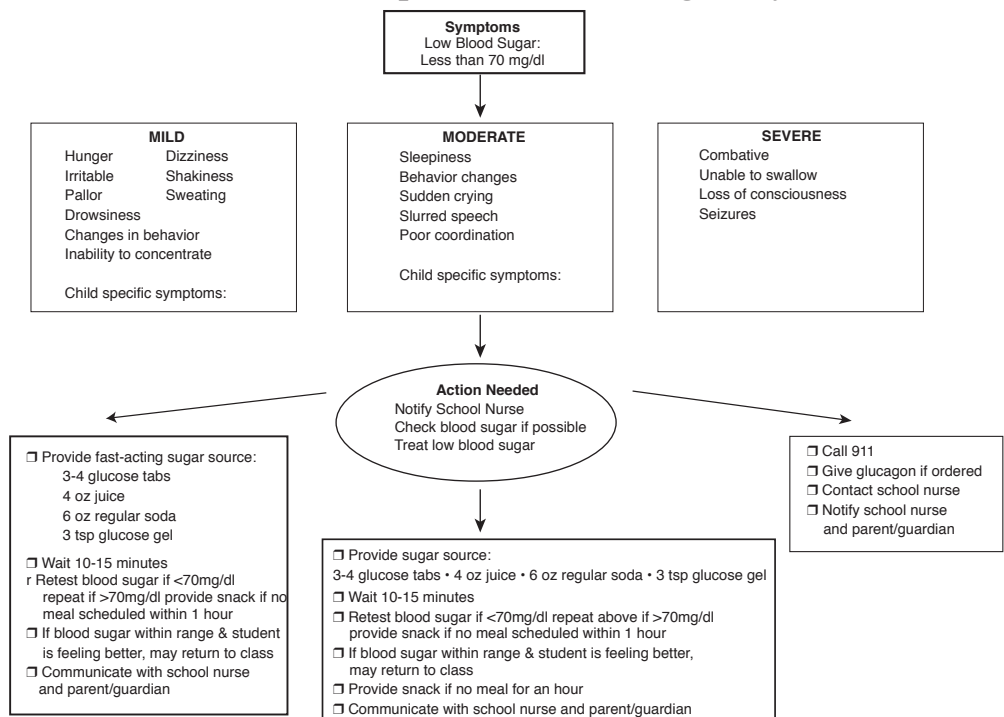 Symptoms
Low Blood Sugar:
Less than 70 mg/dl
MILD
Hunger Dizziness
Irritable Shakiness
Pallor Sweating
Drowsiness
Changes in behavior
Inability to concentrate
Child specific symptoms:
MODERATE
Sleepiness
Behavior changes
Sudden crying
Slurred speech
Poor coordination
Child specific symptoms:
SEVERE
Combative
Unable to swallow
Loss of consciousness
Seizures
Action Needed
Notify School Nurse
Check blood sugar if possible
Treat low blood sugar
❒ Provide fast-acting sugar source:
3-4 glucose tabs
4 oz juice
6 oz regular soda
3 tsp glucose gel
❒ Wait 10-15 minutes
r Retest blood sugar if <70mg/dl
repeat if >70mg/dl provide snack if no
meal scheduled within 1 hour
❒ If blood sugar within range & student
is feeling better, may return to class
❒ Communicate with school nurse
and parent/guardian
❒ Provide sugar source:
3-4 glucose tabs • 4 oz juice • 6 oz regular soda • 3 tsp glucose gel
❒ Wait 10-15 minutes
❒ Retest blood sugar if <70mg/dl repeat above if >70mg/dl
provide snack if no meal scheduled within 1 hour
❒ If blood sugar within range & student is feeling better,
may return to class
❒ Provide snack if no meal for an hour
❒ Communicate with school nurse and parent/guardian
❒ Call 911
❒ Give glucagon if ordered
❒ Contact school nurse
❒ Notify school nurse
and parent/guardian